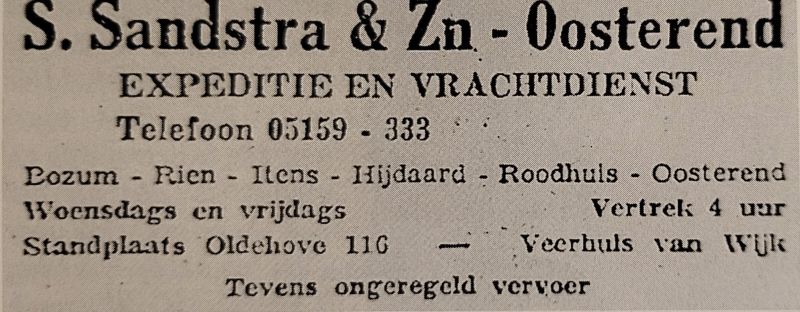 S. Sandstra & Zn - Oosterend
EXPEDITIE EN VRACHTDIENST
Telefoon 05159 - 333
Bozum - Rien - Itens - Hijdaard - Roodhuis - Oosterend
Woensdags en vrijdags Vertrek 4 uur
Standplaats Oldehove 116 — Veerhuis van Wijk
Tevens ongeregeld vervoer